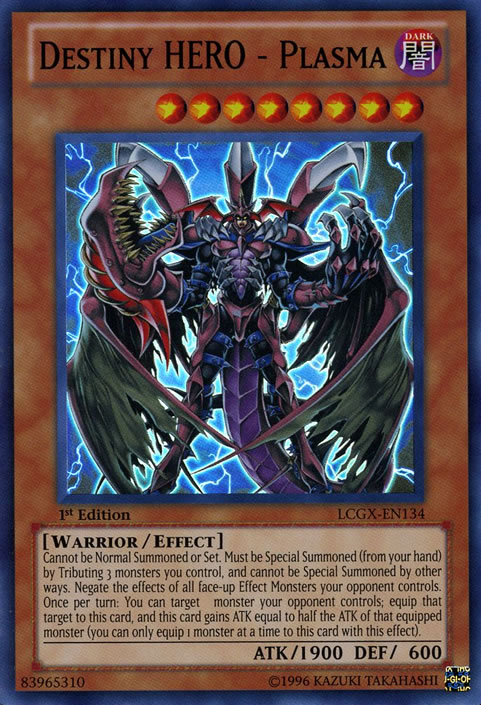 DESTINY HERO - PLASMA
DARK
闇
1st Edition
LCGX-EN134
[WARRIOR/EFFECT]
Cannot be Normal Summoned or Set. Must be Special Summoned (from your hand)
by Tributing 3 monsters you control, and cannot be Special Summoned by other
ways. Negate the effects of all face-up Effect Monsters your opponent controls.
Once per turn: You can target monster your opponent controls; equip that
target to this card, and this card gains ATK equal to half the ATK of that equipped
monster (you can only equip 1 monster at a time to this card with this effect).
ATK/1900 DEF/ 600
83965310
©1996 KAZUKI TAKAHASHI